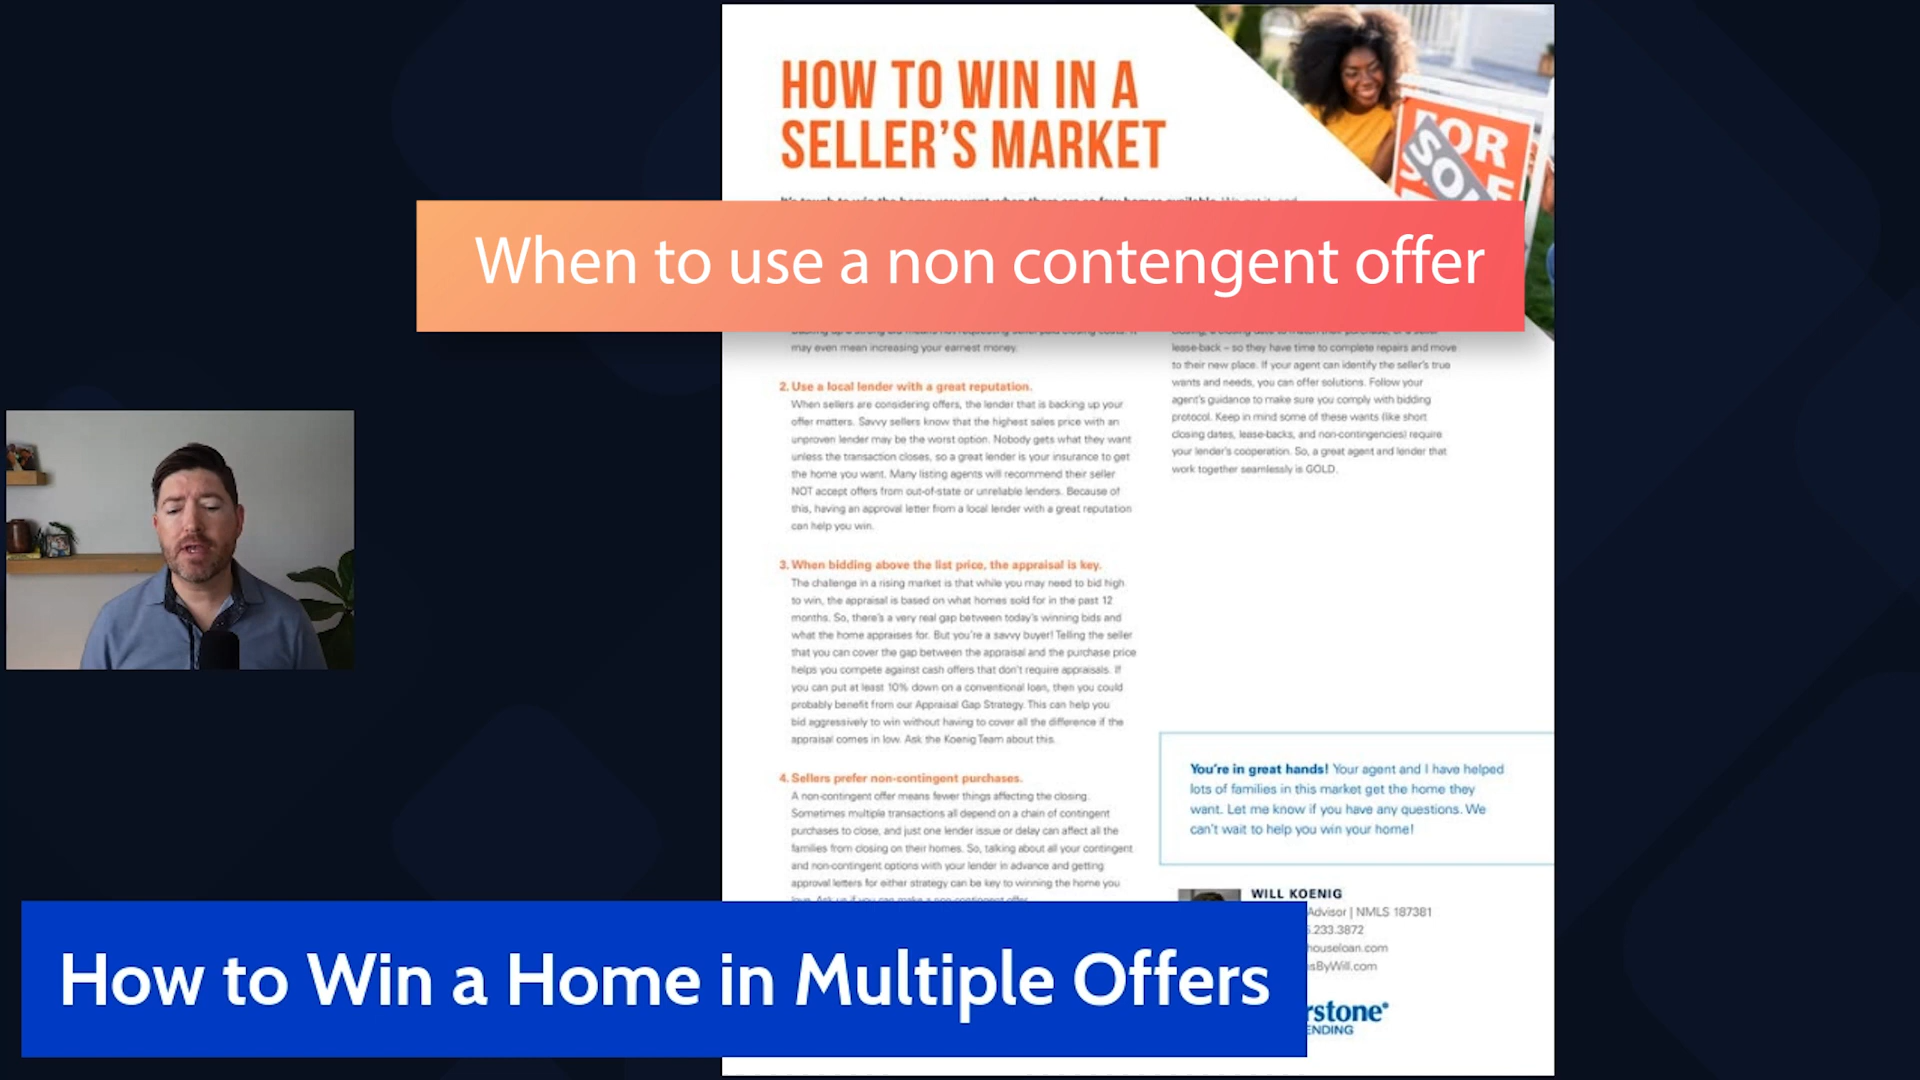 HOW TO WIN IN A
SELLER'S MARKET
FOR
SOL
When to use a non contengent offer
may even mean increasing your earnest money.
2. Use a local lender with a great reputation.
When sellers are considering offers, the lender that is backing up your
offer matters. Savvy sellers know that the highest sales price with an
unproven lender may be the worst option. Nobody gets what they want
unless the transaction closes, so a great lender is your insurance to get
the home you want. Many listing agents will recommend their seller
NOT accept offers from out-of-state or unreliable lenders. Because of
this, having an approval letter from a local lender with a great reputation
can help you win.
3. When bidding above the list price, the appraisal is key.
The challenge in a rising market is that while you may need to bid high
to win, the appraisal is based on what homes sold for in the past 12
months. So, there's a very real gap between today's winning bids and
what the home appraises for. But you're a savvy buyer! Telling the seller
that you can cover the gap between the appraisal and the purchase price
helps you compete against cash offers that don't require appraisals. If
you can put at least 10% down on a conventional loan, then you could
probably benefit from our Appraisal Gap Strategy. This can help you
bid aggressively to win without having to cover all the difference if the
appraisal comes in low. Ask the Koenig Team about this.
4. Sellers prefer non-contingent purchases.
A non-contingent offer means fewer things affecting the closing.
Sometimes multiple transactions all depend on a chain of contingent
purchases to close, and just one lender issue or delay can affect all the
families from closing on their homes. So, talking about all your contingent
and non-contingent options with your lender in advance and getting
approval letters for either strategy can be key to winning the home you
lease-back – so they have time to complete repairs and move
to their new place. If your agent can identify the seller's true
wants and needs, you can offer solutions. Follow your
agent's guidance to make sure you comply with bidding
protocol. Keep in mind some of these wants (like short
closing dates, lease-backs, and non-contingencies) require
your lender's cooperation. So, a great agent and lender that
work together seamlessly is GOLD.
You're in great hands! Your agent and I have helped
lots of families in this market get the home they
want. Let me know if you have any questions. We
can't wait to help you win your home!
WILL KOENIG
Advisor | NMLS 187381
.233.3872
houseloan.com
sByWill.com
rstone
ENDING
How to Win a Home in Multiple Offers